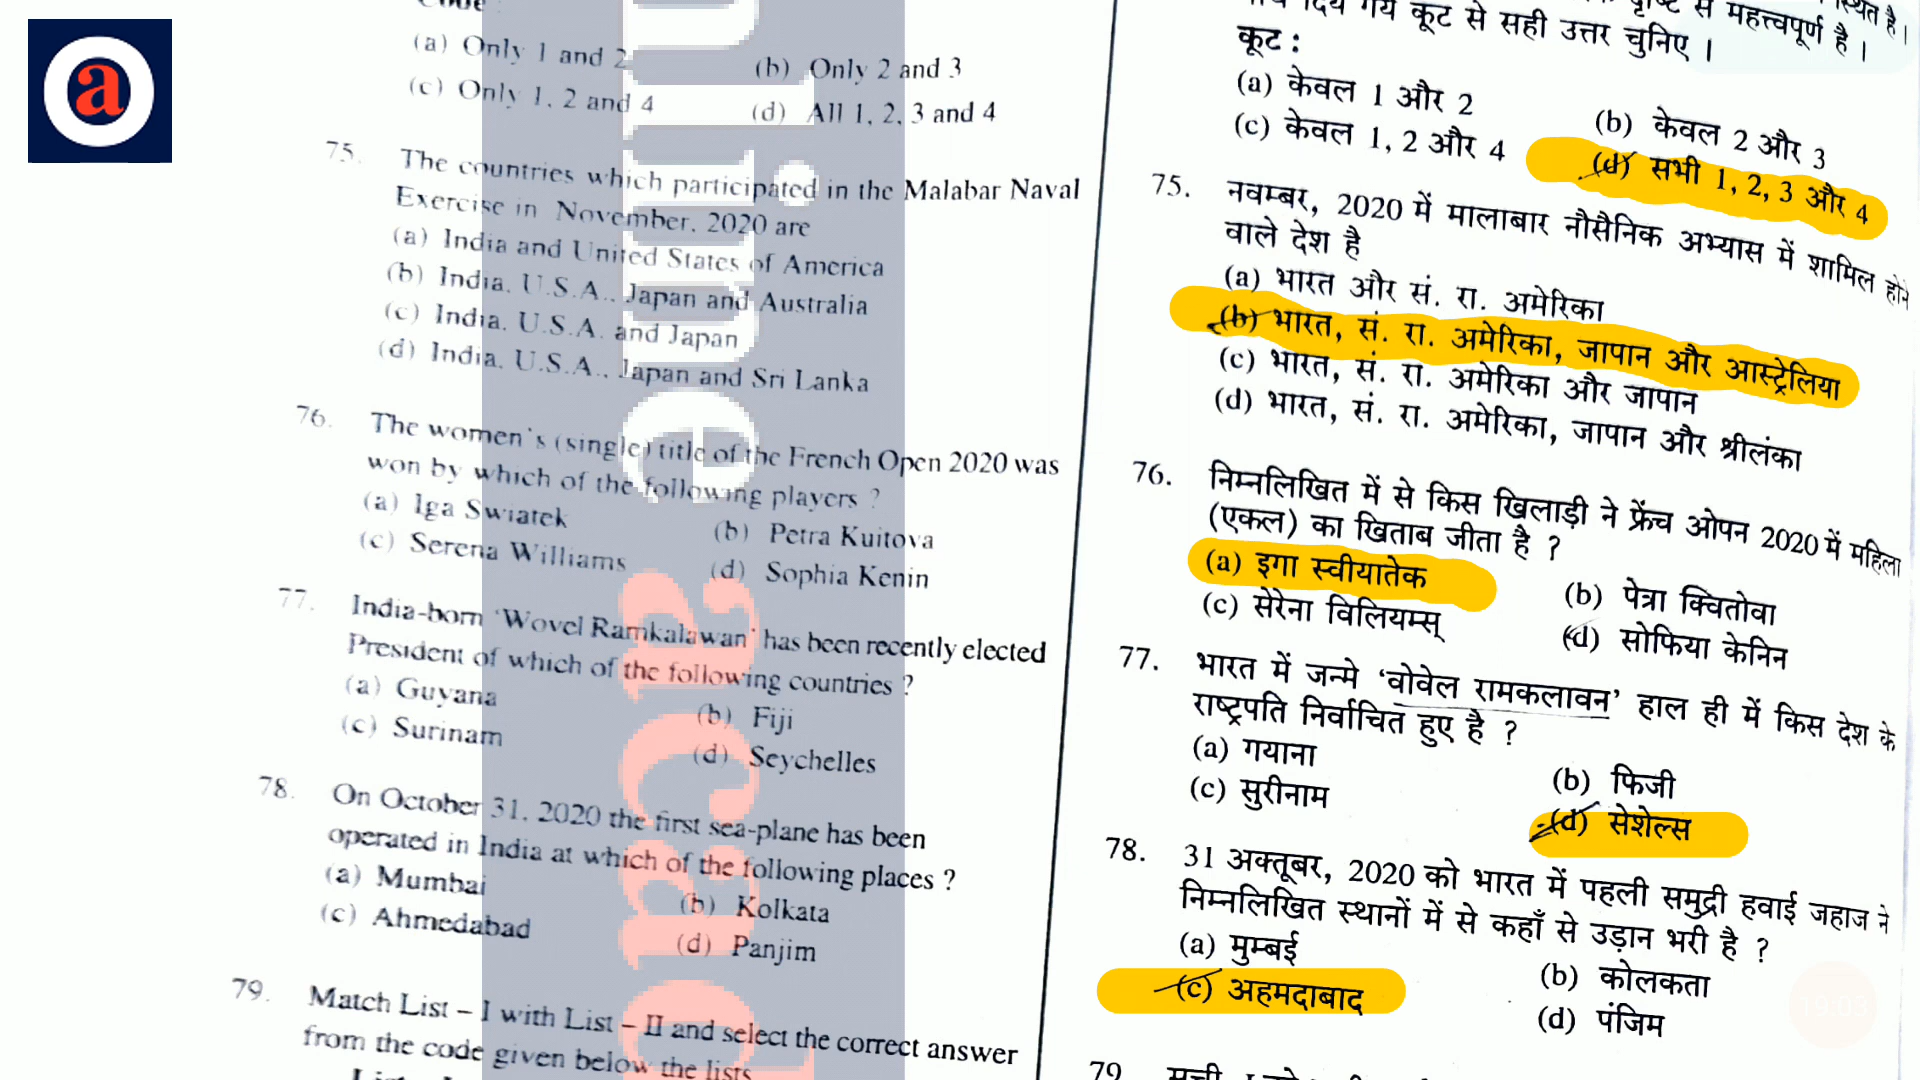 a
(a) Only 1 and 2
(b) Only 2 and 3
(c) Only 1, 2 and 4
(d) All 1, 2, 3 and 4
75. The countries which participated in the Malabar Naval
Exercise in November, 2020 are
(a) India and United States of America
(b) India, U.S.A., Japan and Australia
(c) India, U.S.A. and Japan
(d) India, U.S.A., Japan and Sri Lanka
76. The women's (single) title of the French Open 2020 was
won by which of the following players ?
(a) Iga Swiatek
(b) Petra Kuitova
(c) Serena Williams
(d) Sophia Kenin
77. India-born 'Wovel Ramkalawan' has been recently elected
President of which of the following countries ?
(a) Guyana
(b) Fiji
(c) Surinam
(d) Seychelles
78. On October 31, 2020 the first sea-plane has been
operated in India at which of the following places ?
(a) Mumbai
(b) Kolkata
(c) Ahmedabad
(d) Panjim
79. Match List – I with List – II and select the correct answer
from the code given below the lists
nline acad
दिये गये कूट से सही उत्तर चुनिए ।
कूट :
(a) केवल 1 और 2
(b) केवल 2 और 3
(c) केवल 1, 2 और 4
(d) सभी 1, 2, 3 और 4
75. नवम्बर, 2020 में मालाबार नौसैनिक अभ्यास में शामिल होने
वाले देश है
(a) भारत और सं. रा. अमेरिका
(b) भारत, सं. रा. अमेरिका, जापान और आस्ट्रेलिया
(c) भारत, सं. रा. अमेरिका और जापान
(d) भारत, सं. रा. अमेरिका, जापान और श्रीलंका
76. निम्नलिखित में से किस खिलाड़ी ने फ्रेंच ओपन 2020 में महिला
(एकल) का खिताब जीता है ?
(a) इगा स्वीयातेक
(b) पेत्रा क्वितोवा
(c) सेरेना विलियम्स्
(d) सोफिया केनिन
77. भारत में जन्मे 'वोवेल रामकलावन' हाल ही में किस देश के
राष्ट्रपति निर्वाचित हुए है ?
(a) गयाना
(b) फिजी
(c) सुरीनाम
(d) सेशेल्स
78. 31 अक्तूबर, 2020 को भारत में पहली समुद्री हवाई जहाज ने
निम्नलिखित स्थानों में से कहाँ से उड़ान भरी है ?
(a) मुम्बई
(b) कोलकता
(c) अहमदाबाद
(d) पंजिम
79